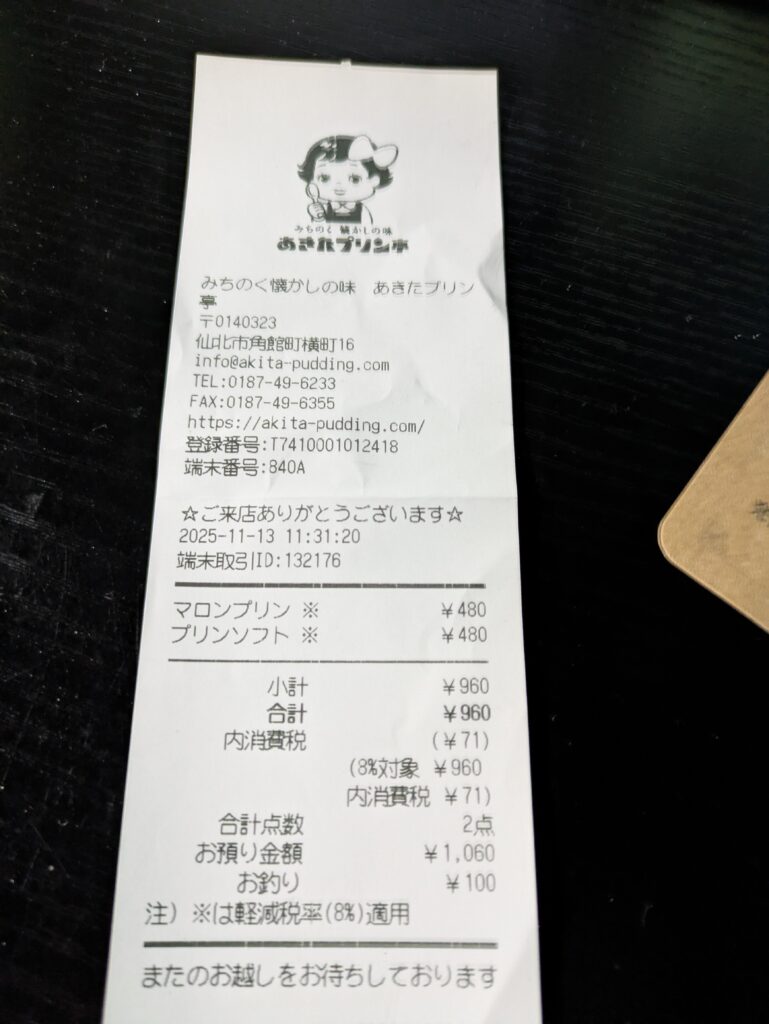 みちのく 懐かしの味
あきたプリン亭
みちのく懐かしの味　あきたプリン
亭
〒0140323
仙北市角館町横町16
info@akita-pudding.com
TEL:0187-49-6233
FAX:0187-49-6355
https://akita-pudding.com/
登録番号:T7410001012418
端末番号:840A
☆ご来店ありがとうございます☆
2025-11-13 11:31:20
端末取引ID:132176
マロンプリン ※ ¥480
プリンソフト ※ ¥480
小計 ¥960
合計 ¥960
内消費税 (¥71)
(8%対象 ¥960
内消費税 ¥71)
合計点数 2点
お預り金額 ¥1,060
お釣り ¥100
注) ※は軽減税率(8%)適用
またのお越しをお待ちしております